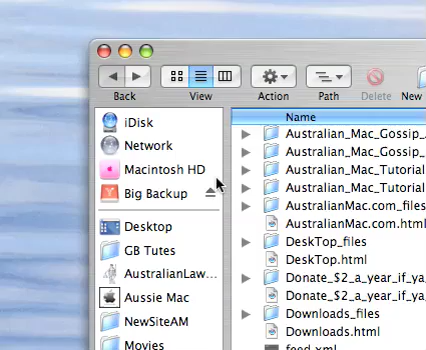 Back
View
Action
Path
Delete
New
iDisk
Network
Macintosh HD
Big Backup
Desktop
GB Tutes
AustralianLaw...
Aussie Mac
NewSiteAM
Movies
Name
Australian_Mac_Gossip_
Australian_Mac_Gossip_
Australian_Mac_Tutorial
Australian_Mac_Tutorial
AustralianMac.com_files
AustralianMac.com.html
DeskTop_files
DeskTop.html
Donate_$2_a_year_if_ya
Donate_$2_a_year_if_ya
Downloads_files
Downloads.html
feed.xml